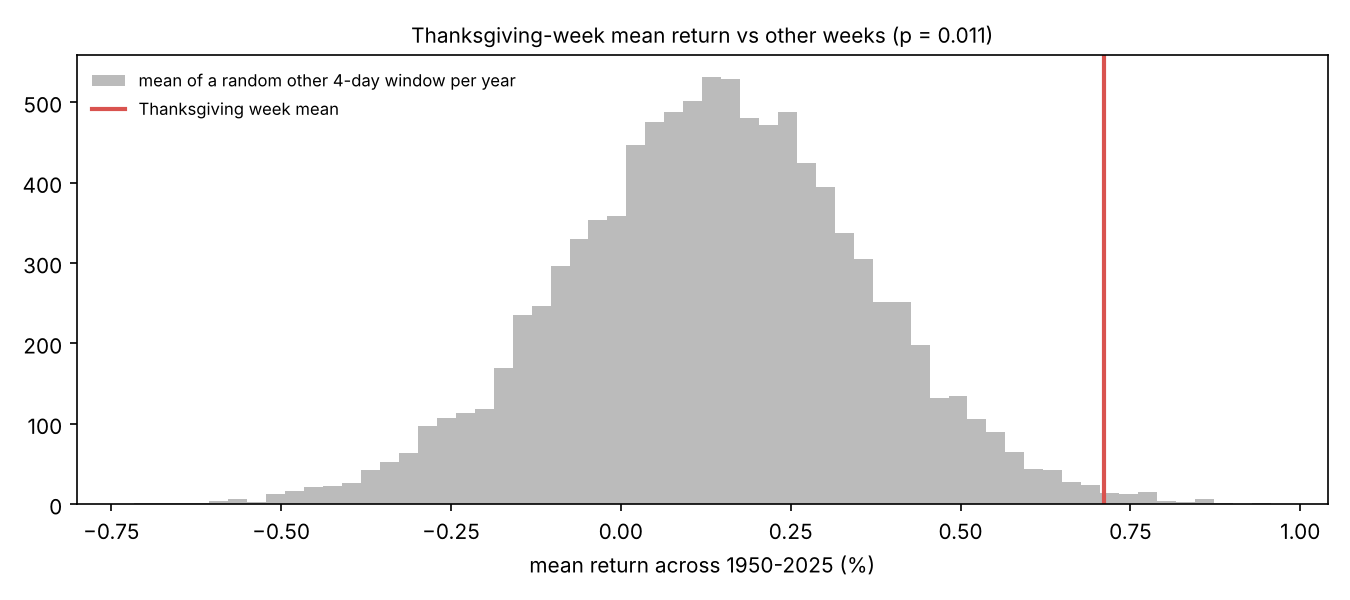 Thanksgiving-week mean return vs other weeks (p = 0.011)
mean of a random other 4-day window per year
Thanksgiving week mean
500
400
300
200
100
0
−0.75 −0.50 −0.25 0.00 0.25 0.50 0.75 1.00
mean return across 1950-2025 (%)